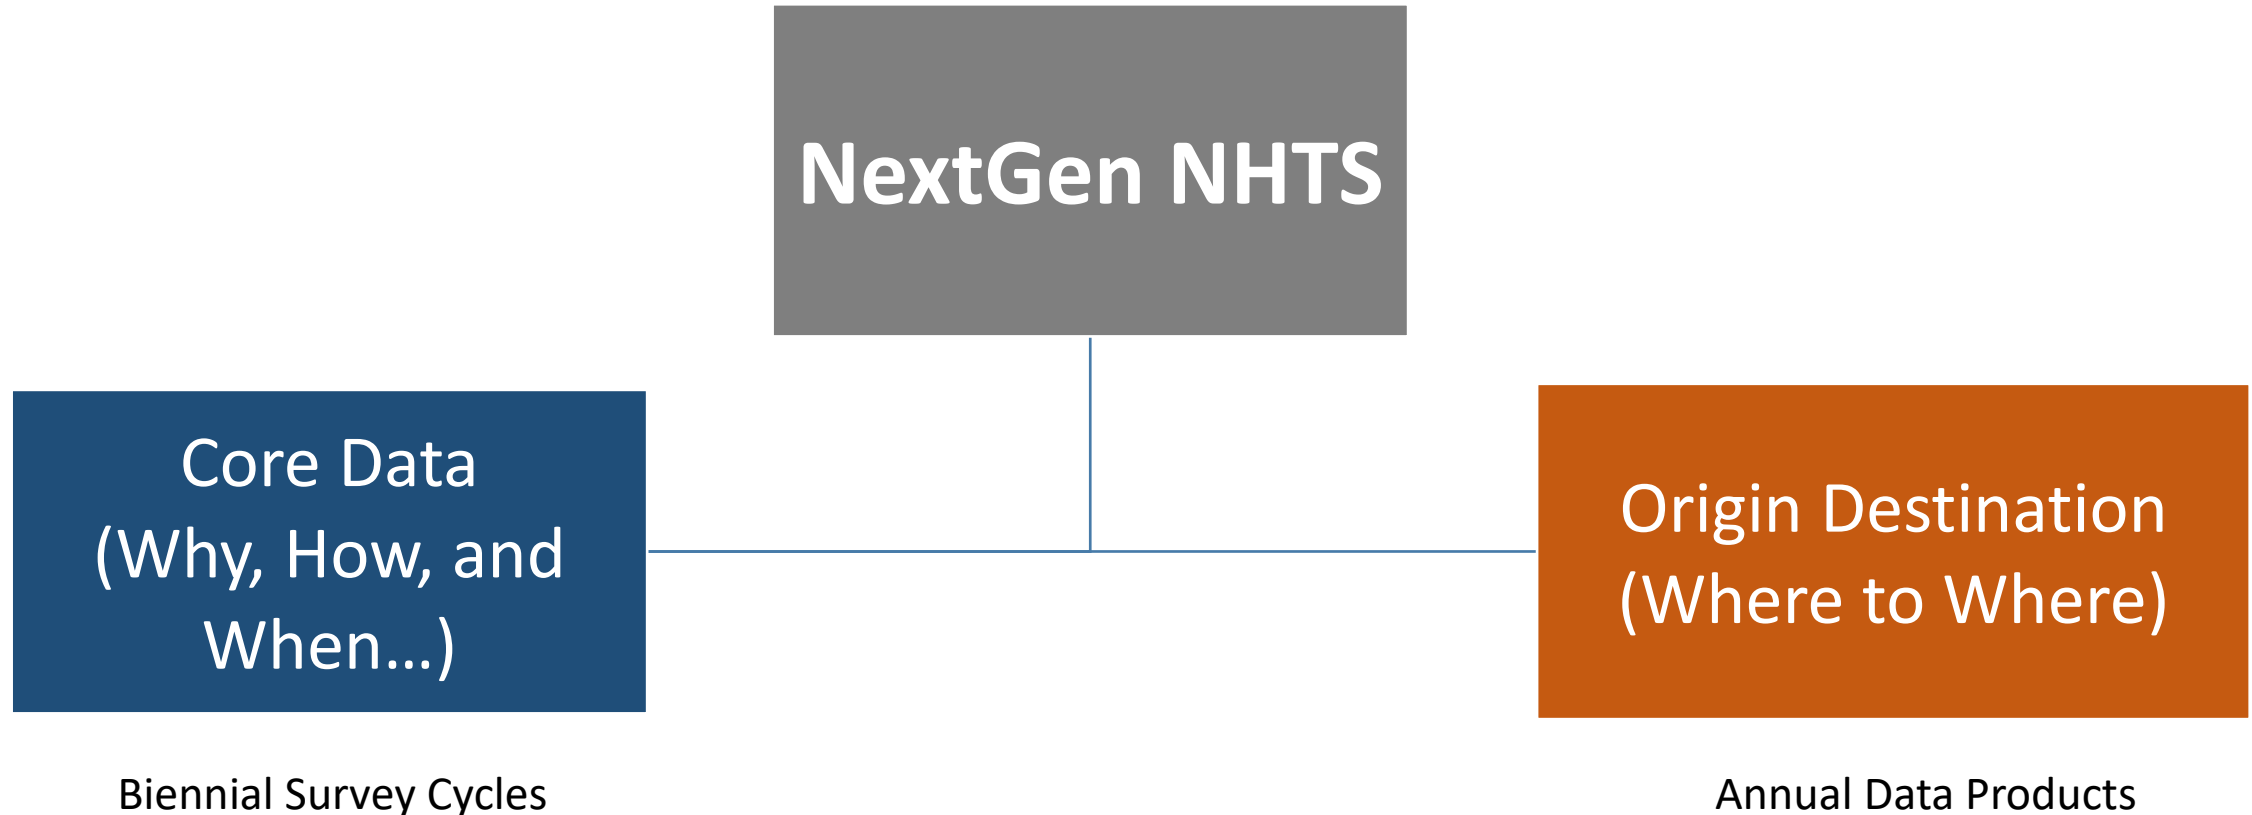 NextGen NHTS
Core Data
(Why, How, and
When...)
Origin Destination
(Where to Where)
Biennial Survey Cycles
Annual Data Products